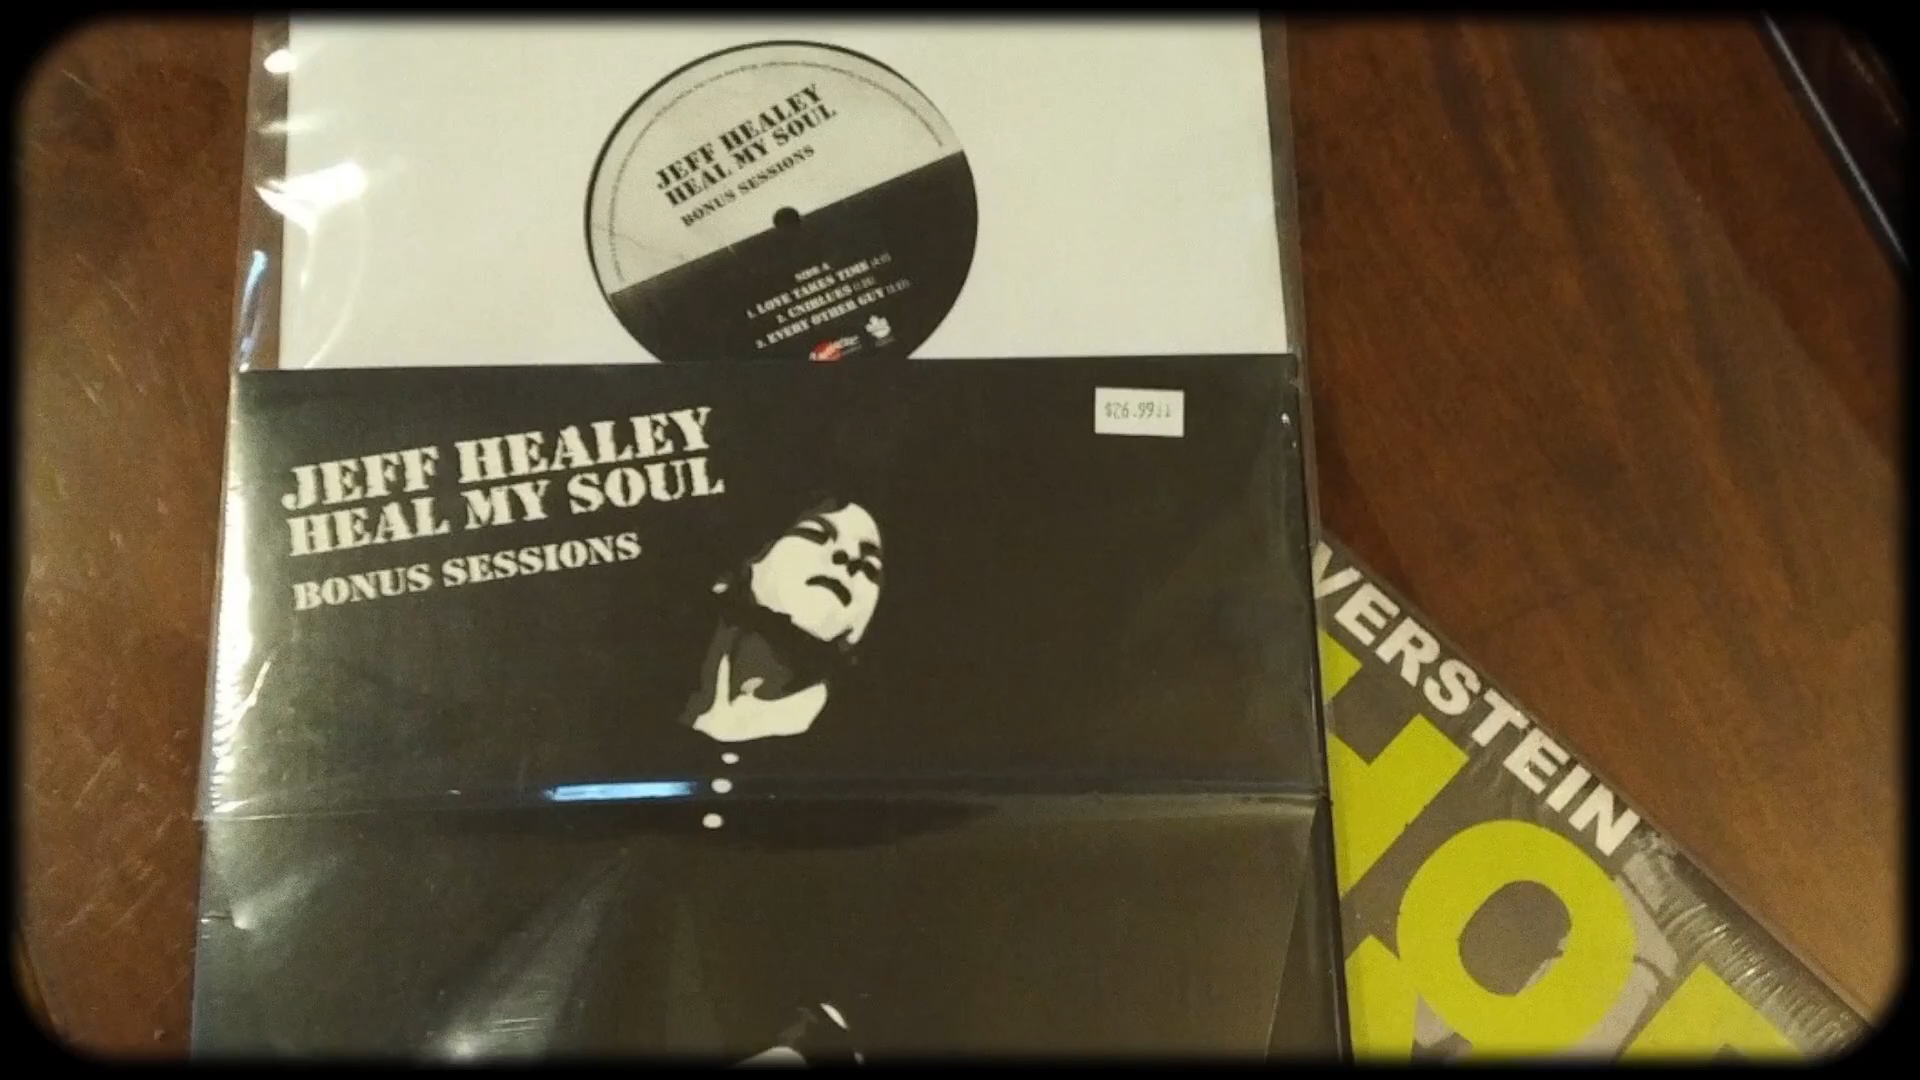 JEFF HEALEY
HEAL MY SOUL
BONUS SESSIONS
SIDE A
1. LOVE TAKES TIME
2. CNIBLUES
3. EVERY OTHER GUY
JEFF HEALEY
HEAL MY SOUL
BONUS SESSIONS
$26.99
VERSTEIN